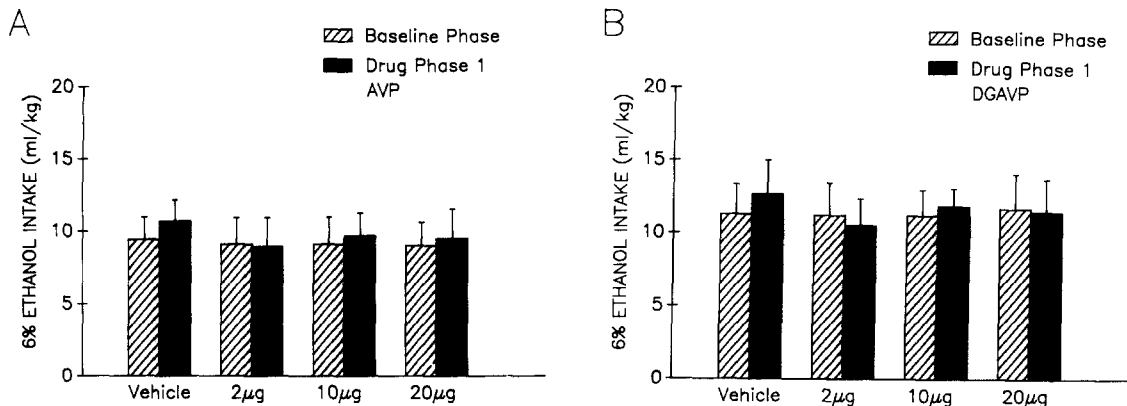 A
Baseline Phase
Drug Phase 1
AVP
6% ETHANOL INTAKE (ml/kg)
20
15
10
5
0
Vehicle 2μg 10μg 20μg
B
Baseline Phase
Drug Phase 1
DGAVP
6% ETHANOL INTAKE (ml/kg)
20
15
10
5
0
Vehicle 2μg 10μg 20μg